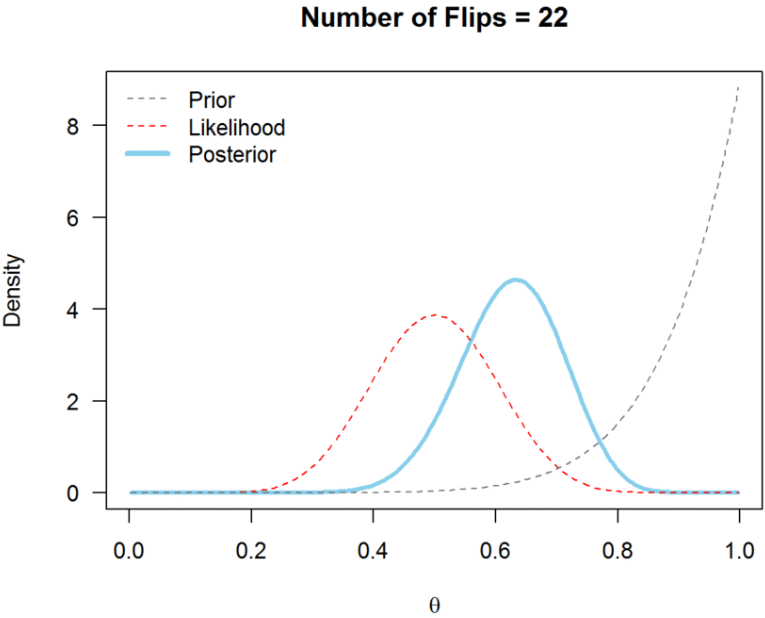 Number of Flips = 22
Prior
Likelihood
Posterior
Density
8
6
4
2
0
0.0 0.2 0.4 0.6 0.8 1.0
θ